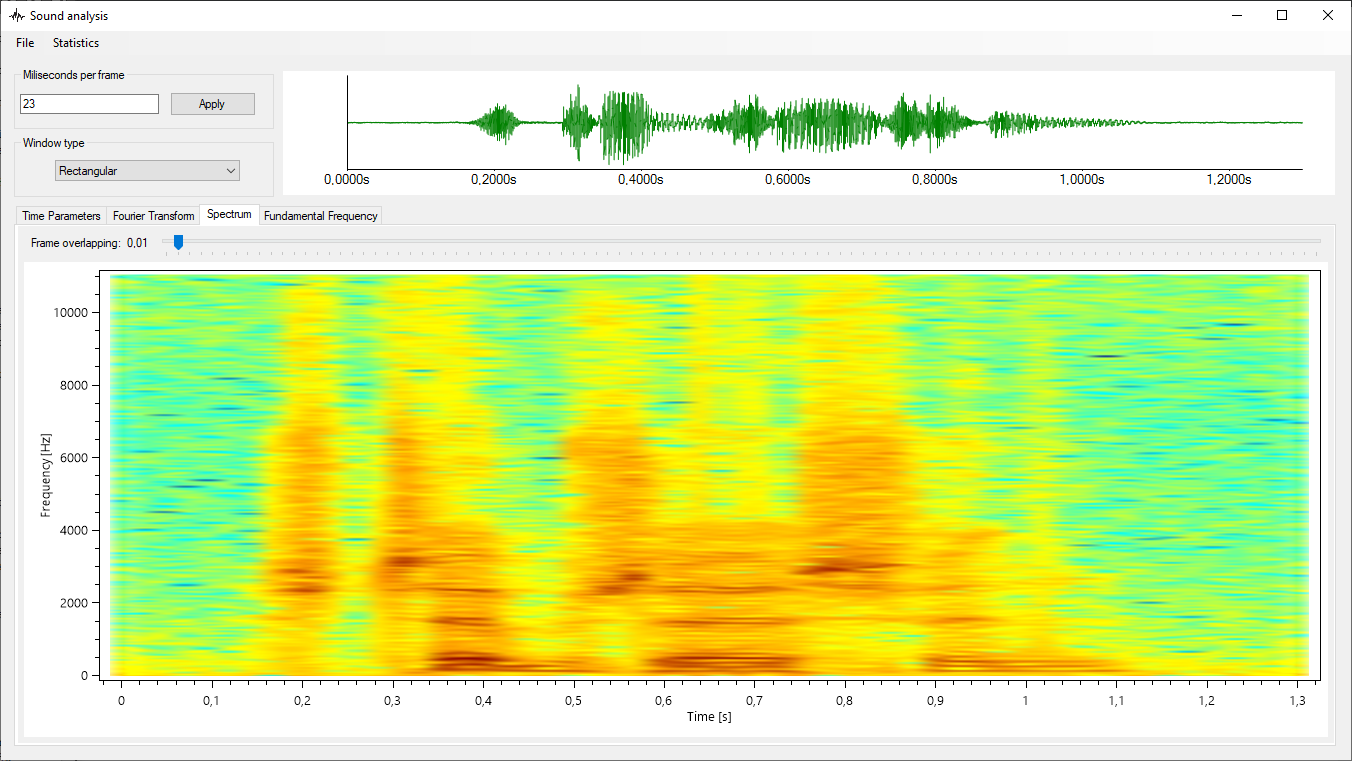 Sound analysis
File Statistics
Miliseconds per frame
23 Apply
Window type
Rectangular
0,0000s 0,2000s 0,4000s 0,6000s 0,8000s 1,0000s 1,2000s
Time Parameters Fourier Transform Spectrum Fundamental Frequency
Frame overlapping: 0,01
10000
8000
6000
4000
2000
0
Frequency [Hz]
0 0,1 0,2 0,3 0,4 0,5 0,6 0,7 0,8 0,9 1 1,1 1,2 1,3
Time [s]